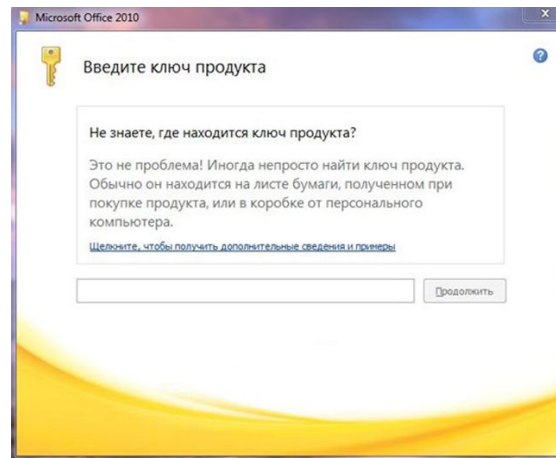 Microsoft Office 2010
Введите ключ продукта
Не знаете, где находится ключ продукта?
Это не проблема! Иногда непросто найти ключ продукта.
Обычно он находится на листе бумаги, полученном при
покупке продукта, или в коробке от персонального
компьютера.
Щелкните, чтобы получить дополнительные сведения и примеры
Продолжить